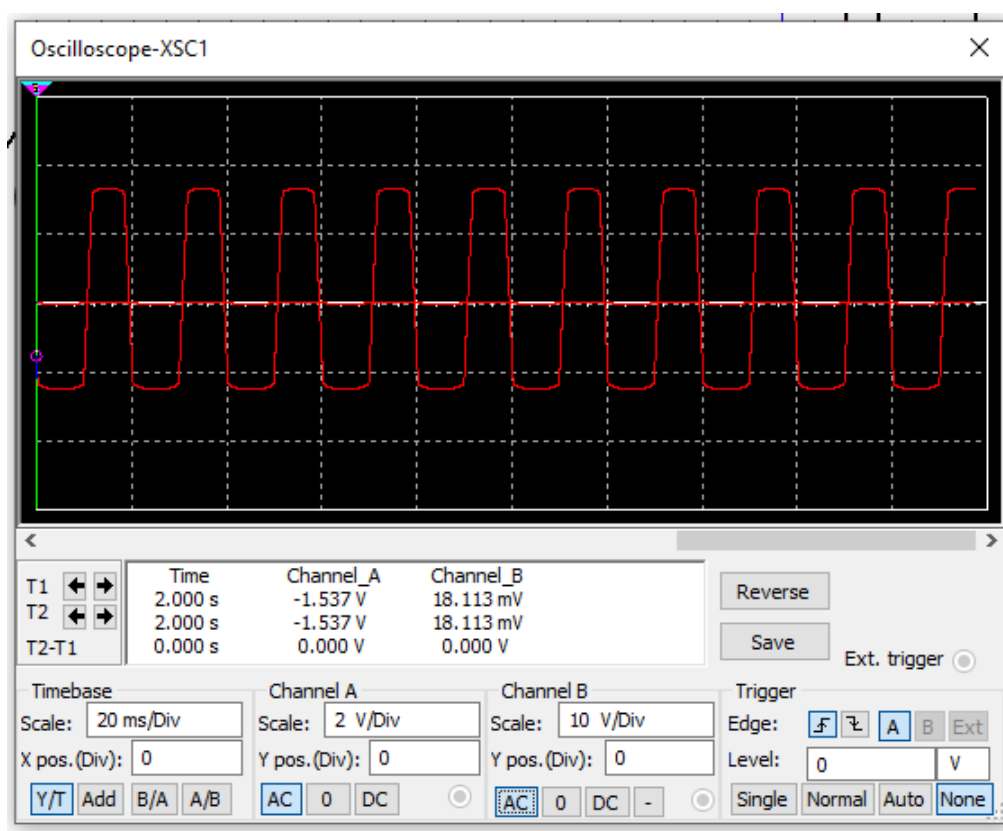 Oscilloscope-XSC1
T1
T2
T2-T1
Time Channel_A Channel_B
2.000 s -1.537 V 18.113 mV
2.000 s -1.537 V 18.113 mV
0.000 s 0.000 V 0.000 V
Reverse
Save
Ext. trigger
Timebase
Scale: 20 ms/Div
X pos.(Div): 0
Y/T Add B/A A/B
Channel A
Scale: 2 V/Div
Y pos.(Div): 0
AC 0 DC
Channel B
Scale: 10 V/Div
Y pos.(Div): 0
AC 0 DC -
Trigger
Edge: A B Ext
Level: 0 V
Single Normal Auto None